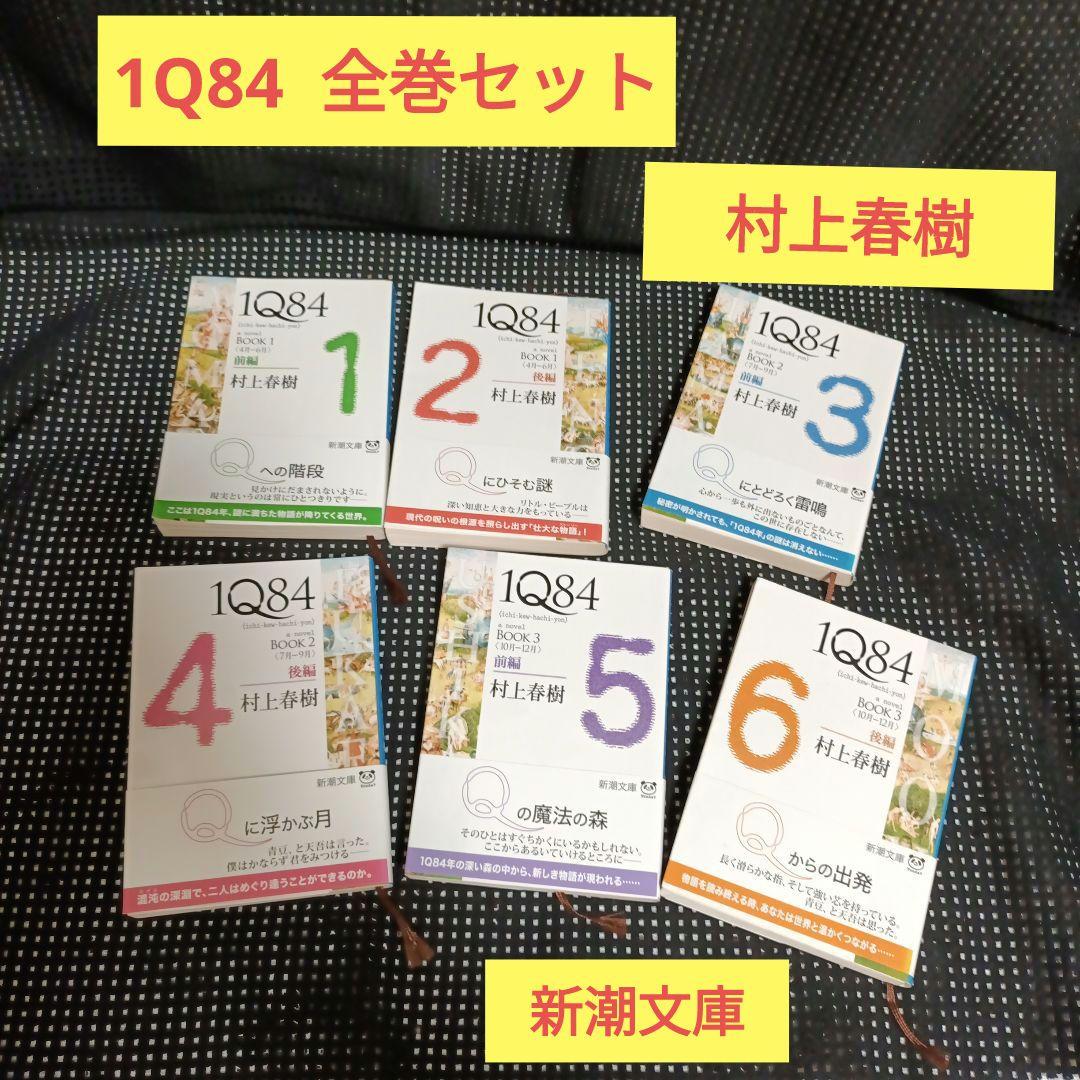 1Q84 全巻セット
村上春樹
1Q84
(ichi-kew-hachi-yon)
a novel
BOOK 1
〈4月－6月〉
前編
村上春樹
1
新潮文庫
Q
への階段
見かけにだまされないように。
現実というのは常にひとつきりです
ここは1Q84年、謎に満ちた物語が降りてくる世界。
1Q84
(ichi-kew-hachi-yon)
a novel
BOOK 1
〈4月－6月〉
後編
村上春樹
2
新潮文庫
Q
にひそむ謎
リトル・ピープルは
深い知恵と大きな力をもっている
現代の呪いの根源を照らし出す「壮大な物語」!
1Q84
(ichi-kew-hachi-yon)
a novel
BOOK 2
〈7月－9月〉
前編
村上春樹
3
新潮文庫
Q
にとどろく雷鳴
心から一歩も外に出ないものごとなんて、
この世に存在しない……
秘密が明かされても、「1Q84年」の謎は消えない……
1Q84
(ichi-kew-hachi-yon)
a novel
BOOK 2
〈7月－9月〉
後編
村上春樹
4
新潮文庫
Q
に浮かぶ月
青豆、と天吾は言った。
僕はかならず君をみつける――
混沌の深淵で、二人はめぐり逢うことができるのか。
1Q84
(ichi-kew-hachi-yon)
a novel
BOOK 3
〈10月－12月〉
前編
村上春樹
5
新潮文庫
Q
の魔法の森
そのひとはすぐちかくにいるかもしれない。
ここからあるいていけるところに――
1Q84年の深い森の中から、新しき物語が現われる……
1Q84
(ichi-kew-hachi-yon)
a novel
BOOK 3
〈10月－12月〉
後編
村上春樹
6
新潮文庫
Q
からの出発
長く滑らかな指、そして強い芯を持っている。
青豆、と天吾は思った。
物語を読み終える時、あなたは世界と温かくつながる……
新潮文庫